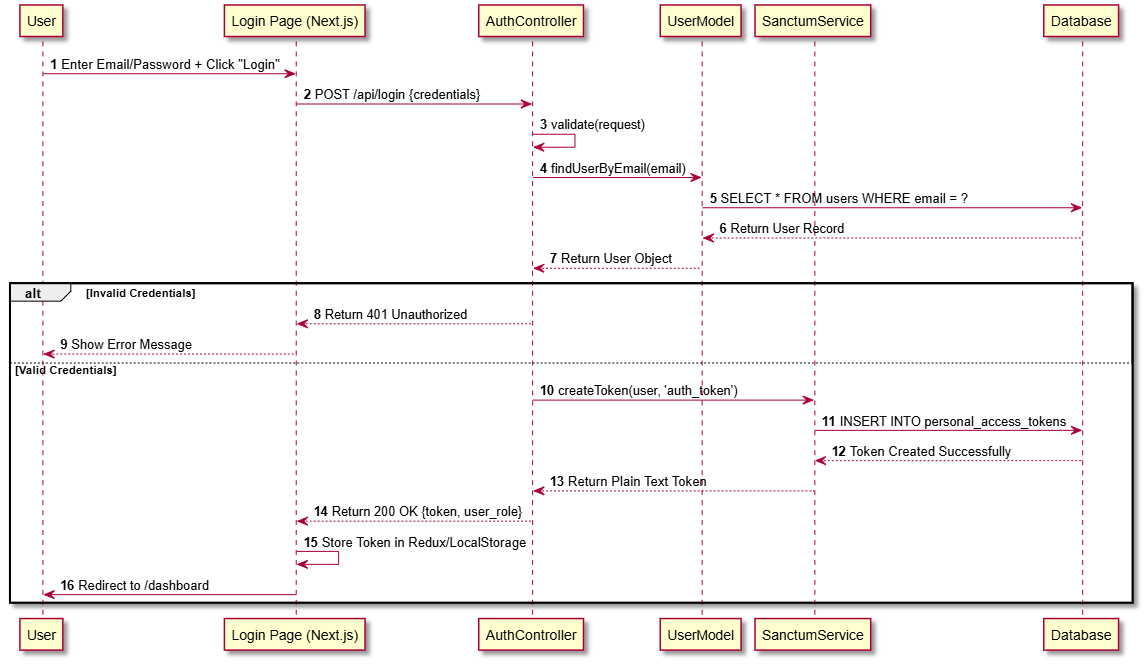 User
Login Page (Next.js)
AuthController
UserModel
SanctumService
Database
1 Enter Email/Password + Click "Login"
2 POST /api/login {credentials}
3 validate(request)
4 findUserByEmail(email)
5 SELECT * FROM users WHERE email = ?
6 Return User Record
7 Return User Object
alt [Invalid Credentials]
8 Return 401 Unauthorized
9 Show Error Message
[Valid Credentials]
10 createToken(user, 'auth_token')
11 INSERT INTO personal_access_tokens
12 Token Created Successfully
13 Return Plain Text Token
14 Return 200 OK {token, user_role}
15 Store Token in Redux/LocalStorage
16 Redirect to /dashboard
User
Login Page (Next.js)
AuthController
UserModel
SanctumService
Database